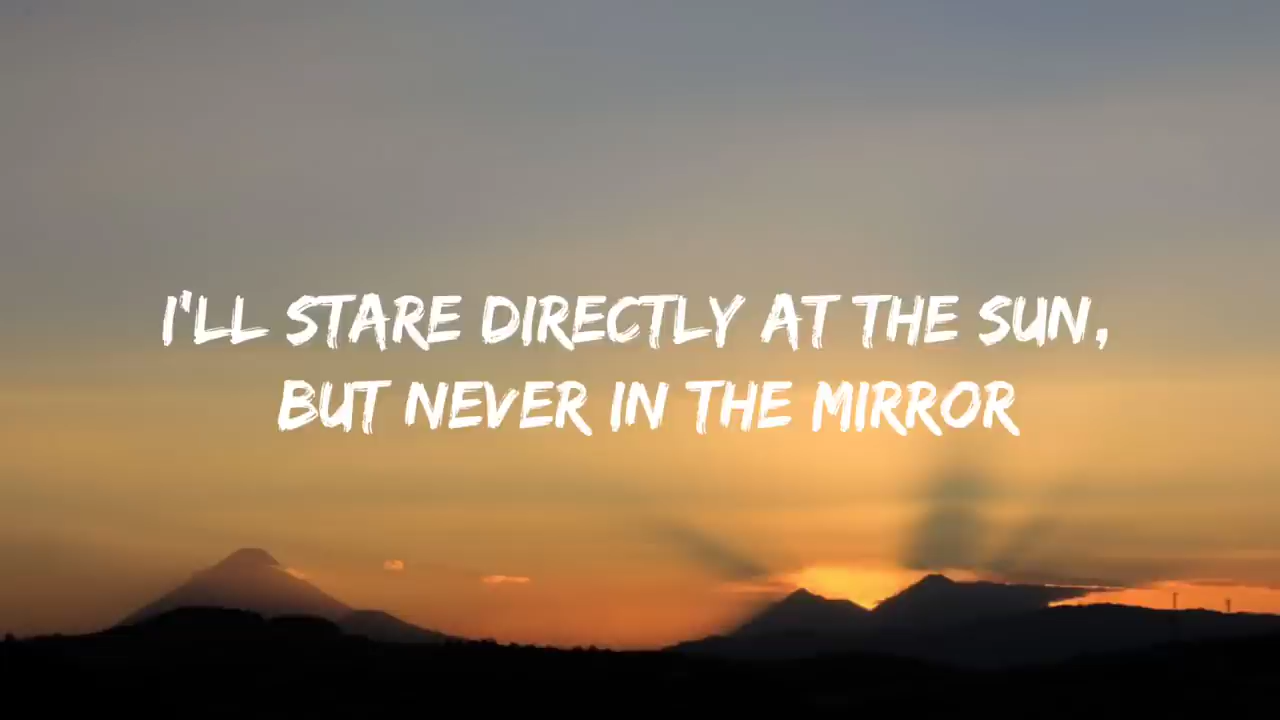 I'LL STARE DIRECTLY AT THE SUN,
BUT NEVER IN THE MIRROR